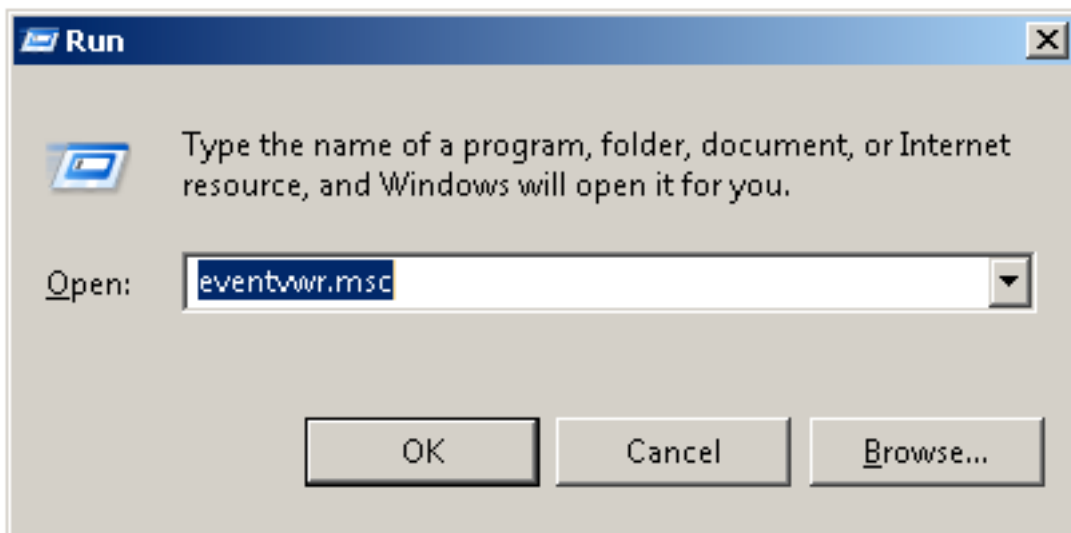 Run
Type the name of a program, folder, document, or Internet
resource, and Windows will open it for you.
Open: eventvwr.msc
OK Cancel Browse...